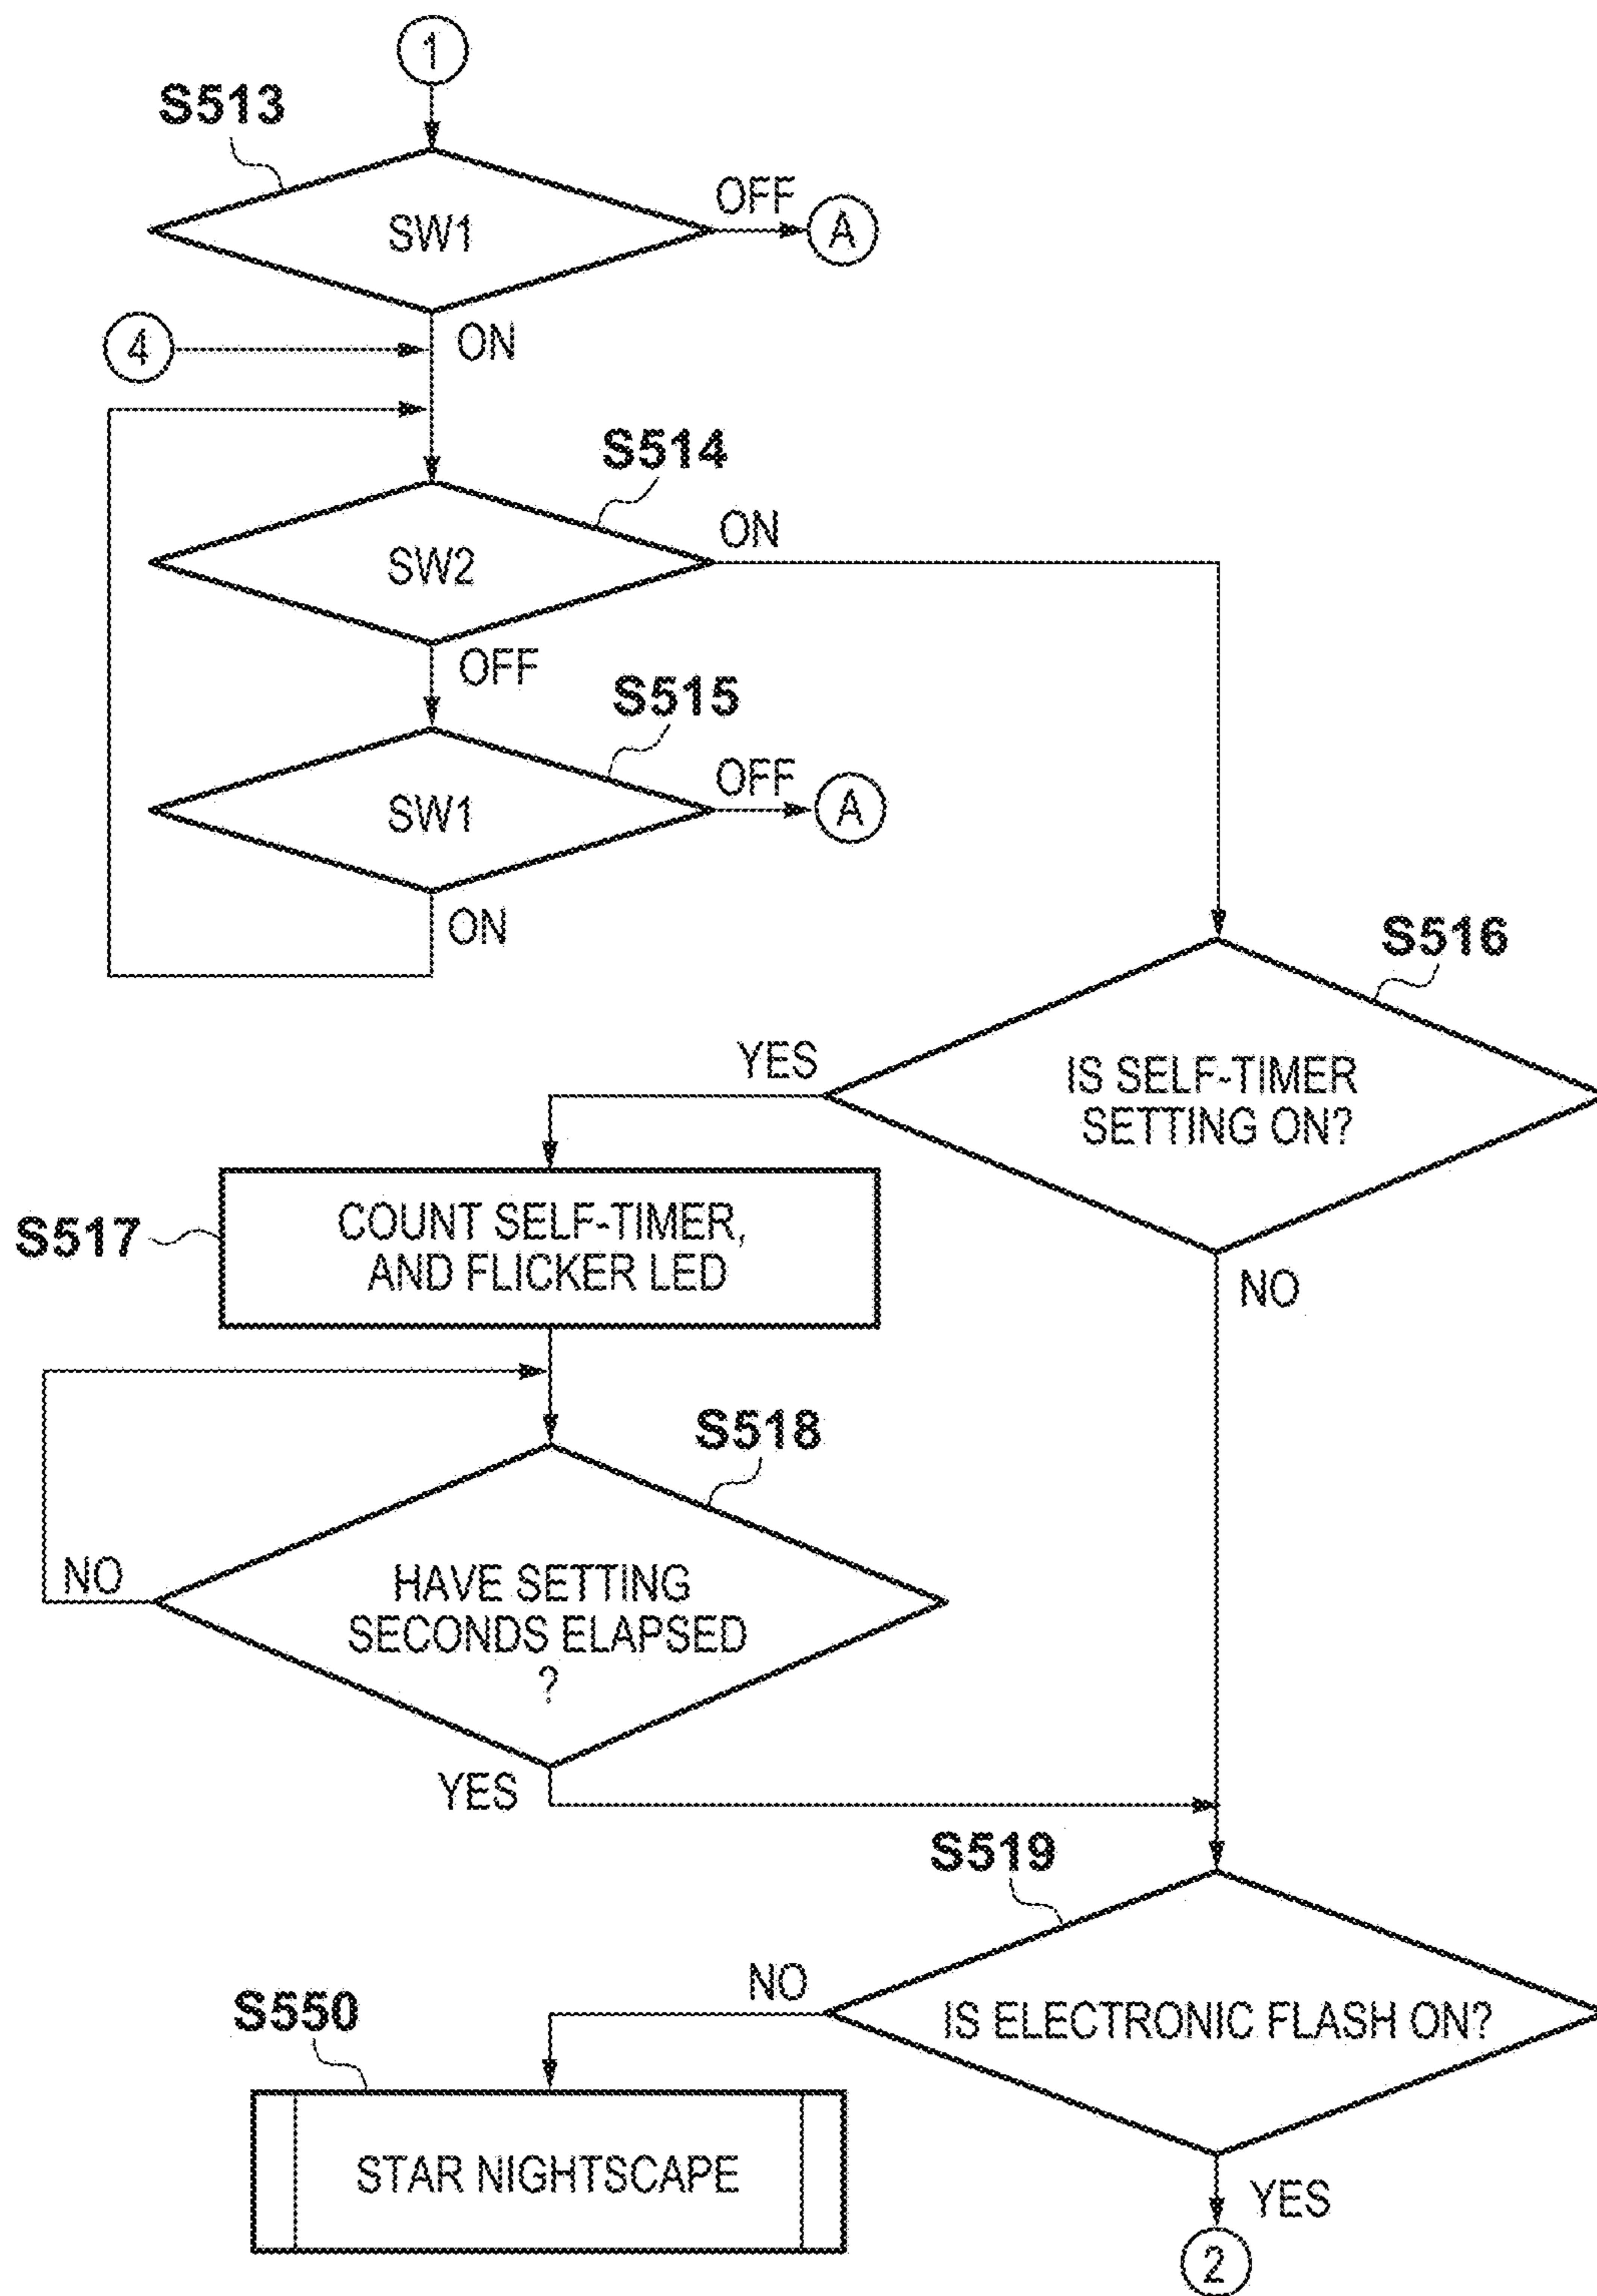 1
S513
SW1
OFF
A
4
ON
S514
SW2
ON
OFF
S515
SW1
OFF
A
ON
S516
IS SELF-TIMER
SETTING ON?
YES
NO
S517
COUNT SELF-TIMER,
AND FLICKER LED
S518
HAVE SETTING
SECONDS ELAPSED
?
NO
YES
S519
IS ELECTRONIC FLASH ON?
NO
S550
STAR NIGHTSCAPE
YES
2